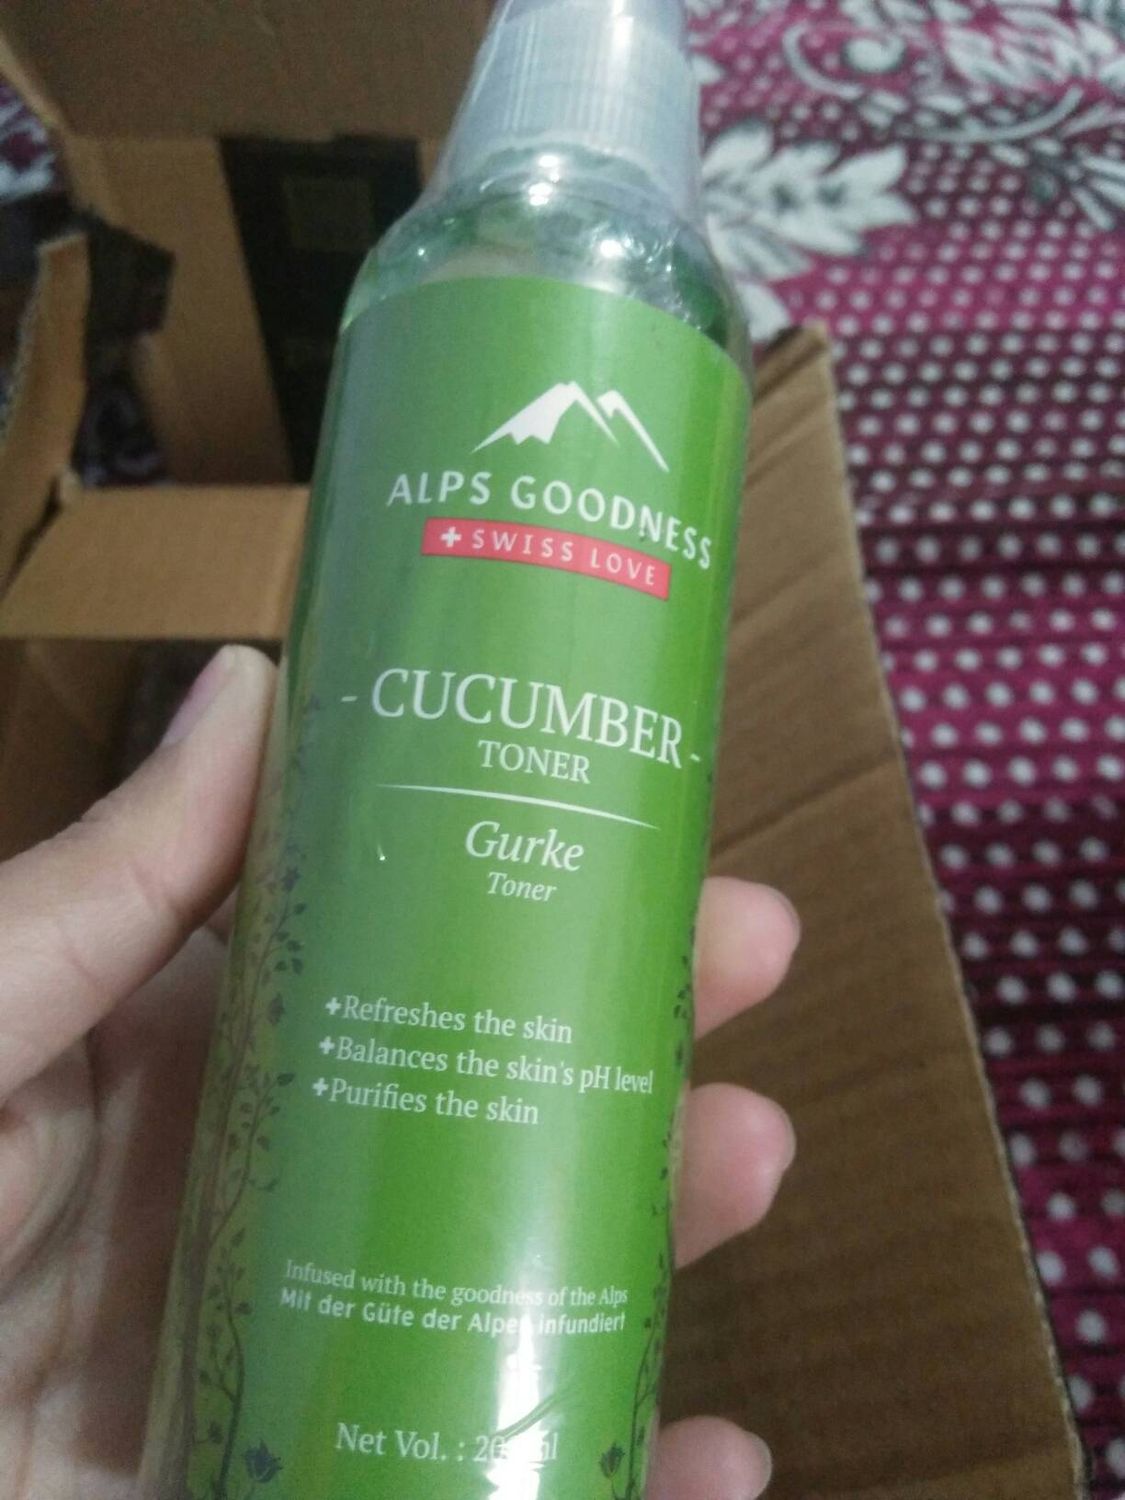 ALPS GOODNESS
+ SWISS LOVE
- CUCUMBER -
TONER
Gurke
Toner
+Refreshes the skin
+Balances the skin's pH level
+Purifies the skin
Infused with the goodness of the Alps
Mit der Güte der Alpen infundiert
Net Vol. :